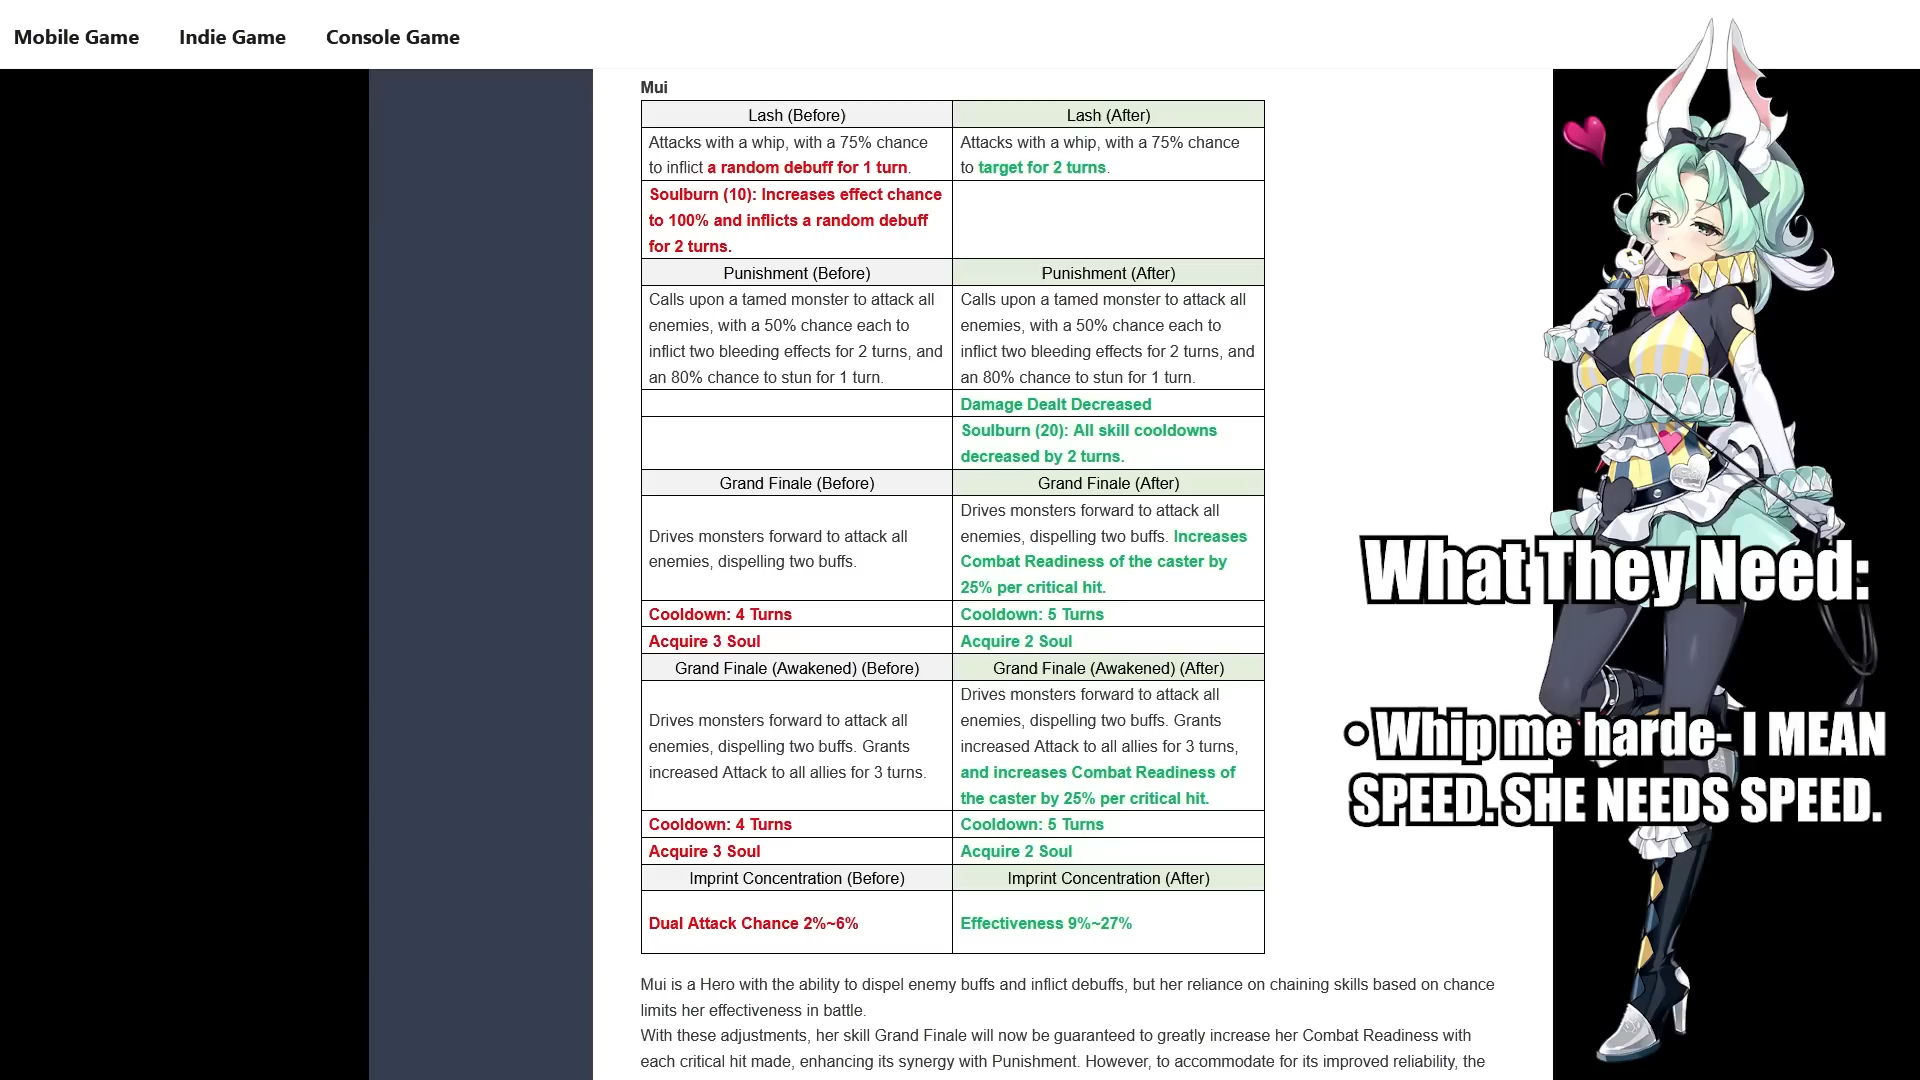 Mobile Game Indie Game Console Game
Mui
Lash (Before) Lash (After)
Attacks with a whip, with a 75% chance
to inflict a random debuff for 1 turn.
Attacks with a whip, with a 75% chance
to target for 2 turns.
Soulburn (10): Increases effect chance
to 100% and inflicts a random debuff
for 2 turns.
Punishment (Before) Punishment (After)
Calls upon a tamed monster to attack all
enemies, with a 50% chance each to
inflict two bleeding effects for 2 turns, and
an 80% chance to stun for 1 turn.
Calls upon a tamed monster to attack all
enemies, with a 50% chance each to
inflict two bleeding effects for 2 turns, and
an 80% chance to stun for 1 turn.
Damage Dealt Decreased
Soulburn (20): All skill cooldowns
decreased by 2 turns.
Grand Finale (Before) Grand Finale (After)
Drives monsters forward to attack all
enemies, dispelling two buffs.
Drives monsters forward to attack all
enemies, dispelling two buffs. Increases
Combat Readiness of the caster by
25% per critical hit.
Cooldown: 4 Turns Cooldown: 5 Turns
Acquire 3 Soul Acquire 2 Soul
Grand Finale (Awakened) (Before) Grand Finale (Awakened) (After)
Drives monsters forward to attack all
enemies, dispelling two buffs. Grants
increased Attack to all allies for 3 turns.
Drives monsters forward to attack all
enemies, dispelling two buffs. Grants
increased Attack to all allies for 3 turns,
and increases Combat Readiness of
the caster by 25% per critical hit.
Cooldown: 4 Turns Cooldown: 5 Turns
Acquire 3 Soul Acquire 2 Soul
Imprint Concentration (Before) Imprint Concentration (After)
Dual Attack Chance 2%~6% Effectiveness 9%~27%
Mui is a Hero with the ability to dispel enemy buffs and inflict debuffs, but her reliance on chaining skills based on chance
limits her effectiveness in battle.
With these adjustments, her skill Grand Finale will now be guaranteed to greatly increase her Combat Readiness with
each critical hit made, enhancing its synergy with Punishment. However, to accommodate for its improved reliability, the
What They Need:
•Whip me harde- I MEAN
SPEED. SHE NEEDS SPEED.